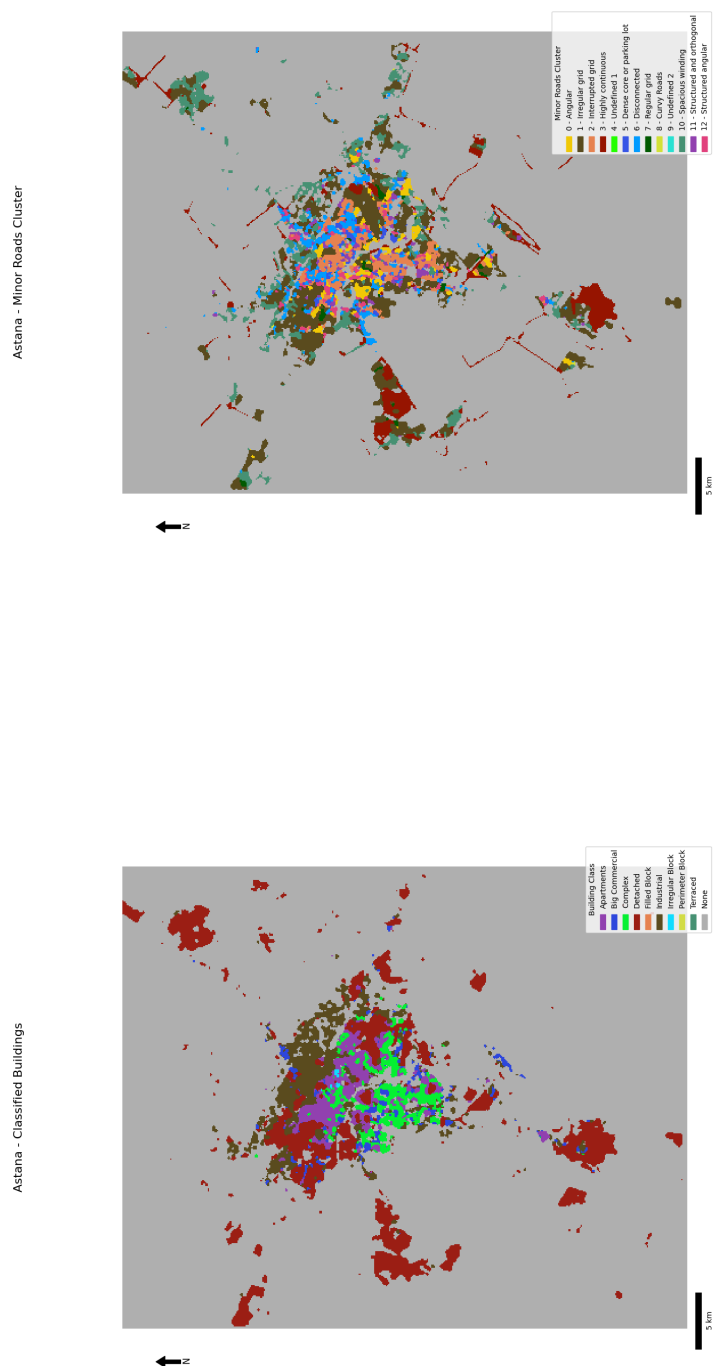 Astana - Minor Roads Cluster
Minor Roads Cluster
0 - Angular
1 - Irregular grid
2 - Interrupted grid
3 - Highly continuous
4 - Undefined 1
5 - Dense core or parking lot
6 - Disconnected
7 - Regular grid
8 - Curvy Roads
9 - Undefined 2
10 - Spacious winding
11 - Structured and orthogonal
12 - Structured angular
5 km
N
Astana - Classified Buildings
Building Class
Apartments
Big Commercial
Complex
Detached
Filled Block
Industrial
Irregular Block
Perimeter Block
Terraced
None
5 km
N